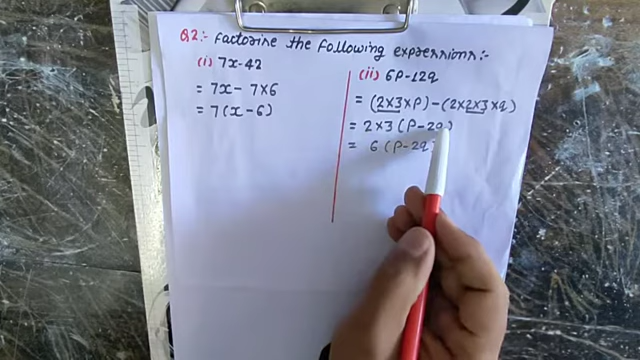 Q2:- Factorise the following expressions:-
(i) 7x-42
= 7x - 7×6
= 7(x-6)
(ii) 6p-12q
= (2×3×p)-(2×2×3×q)
= 2×3(p-2q)
= 6(p-2q)